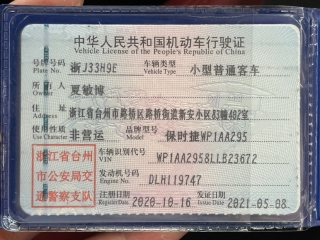 中华人民共和国机动车行驶证
Vehicle License of the People's Republic of China
号牌号码 浙J33H9E 车辆类型 小型普通客车
Plate No. Vehicle Type
所有人 夏敏博
Owner
住址 浙江省台州市路桥区路桥街道新安小区83幢402室
Address
使用性质 非营运 品牌型号 保时捷WP1AA295
Use Character Model
浙江省台州 车辆识别代号 WP1AA2958LLB23672
VIN
市公安局交 发动机号码 DLH119747
Engine No.
通警察支队 注册日期 2020-10-16 发证日期 2021-05-08
Register Date Issue Date